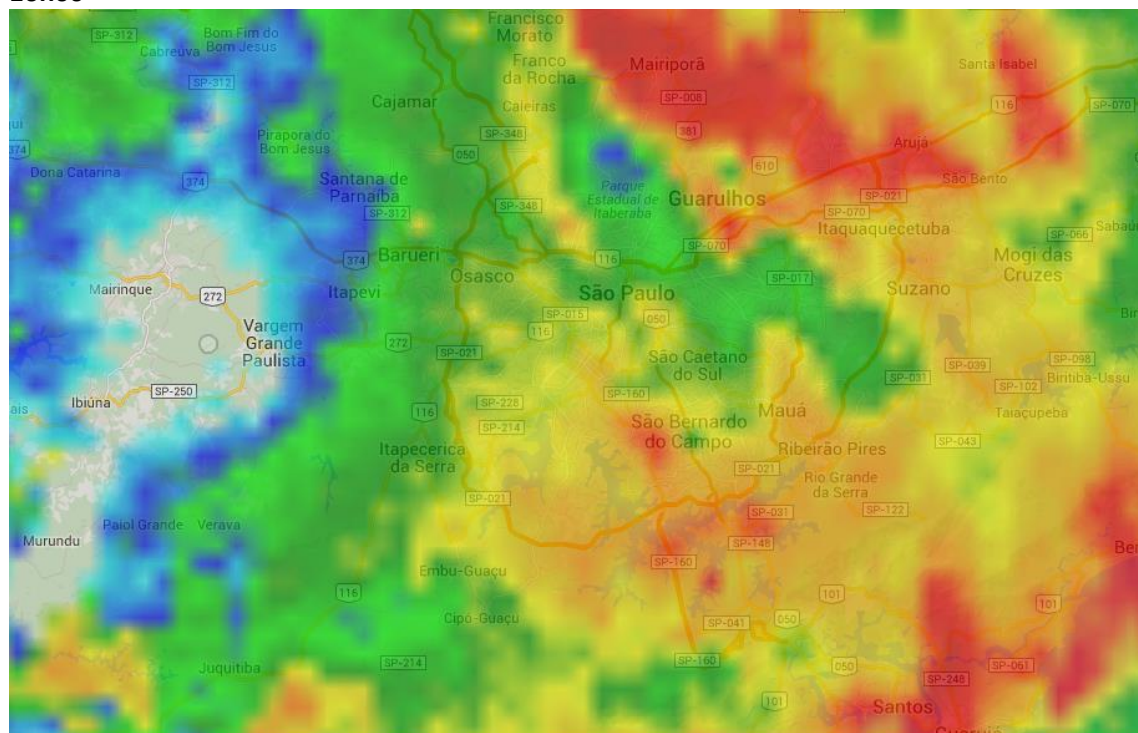 Francisco
Morato
SP-312
Bom Fim do
Bom Jesus
Cabreuva
SP-312
Franco
da Rocha
Mairiporã
Santa Isabel
Cajamar
Caleiras
SP-008
116
SP-070
374
Pirapora do
Bom Jesus
SP-348
381
Arujá
050
610
Dona Catarina
374
Santana de
Parnaíba
SP-312
SP-348
Parque
Estadual de
Itaberaba
Guarulhos
São Bento
SP-021
SP-070
Itaquaquecetuba
SP-066
374
Barueri
116
SP-070
Mogi das
Cruzes
Osasco
SP-017
Mairinque
272
Itapevi
São Paulo
Suzano
SP-015
050
116
Vargem
Grande
Paulista
272
SP-021
São Caetano
do Sul
SP-039
SP-098
SP-031
Biritiba-Ussu
SP-250
SP-102
Ibiúna
SP-228
SP-160
116
SP-214
São Bernardo
do Campo
Mauá
Taiaçupeba
Itapecerica
da Serra
Ribeirão Pires
SP-043
SP-021
SP-021
Rio Grande
da Serra
SP-122
SP-031
Paiol Grande
Verava
Murundu
SP-148
SP-160
Embu-Guaçu
116
101
101
Cipó-Guaçu
SP-041
050
Juquitiba
SP-214
SP-160
050
SP-061
SP-248
101
Santos